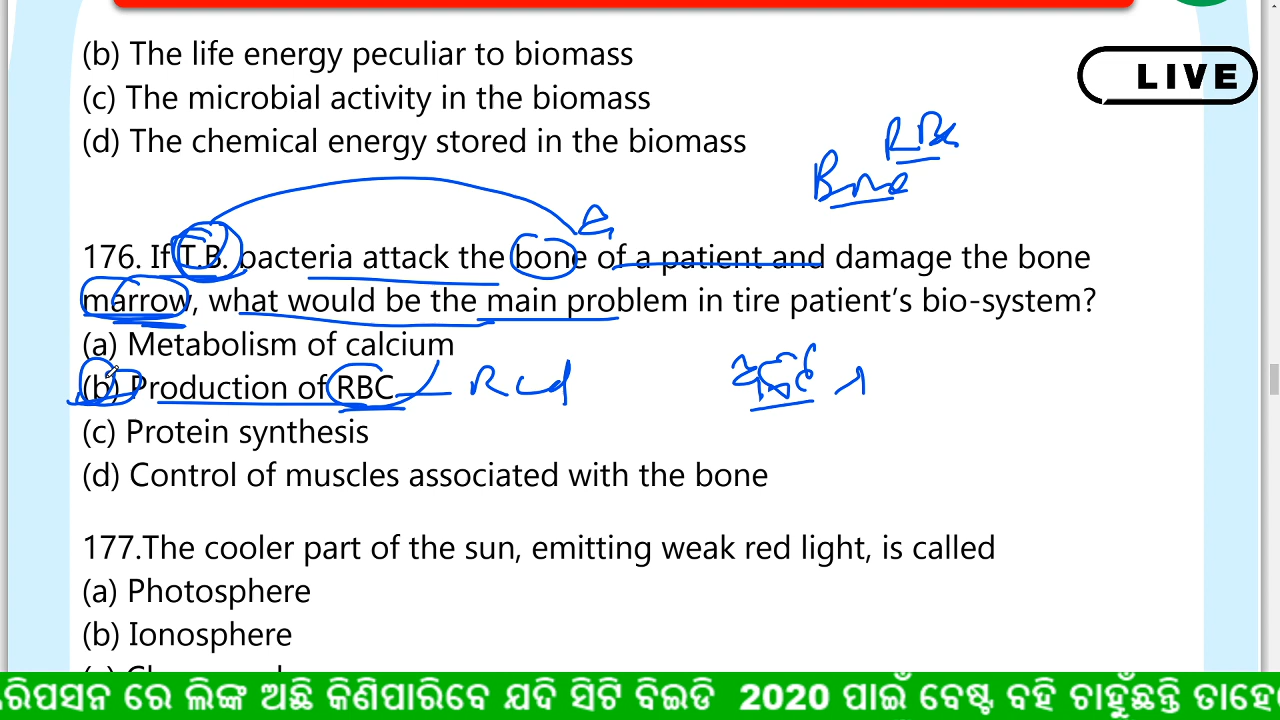 (b) The life energy peculiar to biomass
LIVE
(c) The microbial activity in the biomass
(d) The chemical energy stored in the biomass
RBC
Bone
176. If T.B. bacteria attack the bone of a patient and damage the bone
marrow, what would be the main problem in tire patient's bio-system?
(a) Metabolism of calcium
(b) Production of RBC
Red
(c) Protein synthesis
(d) Control of muscles associated with the bone
177.The cooler part of the sun, emitting weak red light, is called
(a) Photosphere
(b) Ionosphere
ରିପସନ ରେ ଲିଙ୍କ ଅଛି କିଣିପାରିବେ ଯଦି ସିଟି ବିଇଡି 2020 ପାଇଁ ବେଷ୍ଟ ବହି ଚାହୁଁଛନ୍ତି ତାହେ